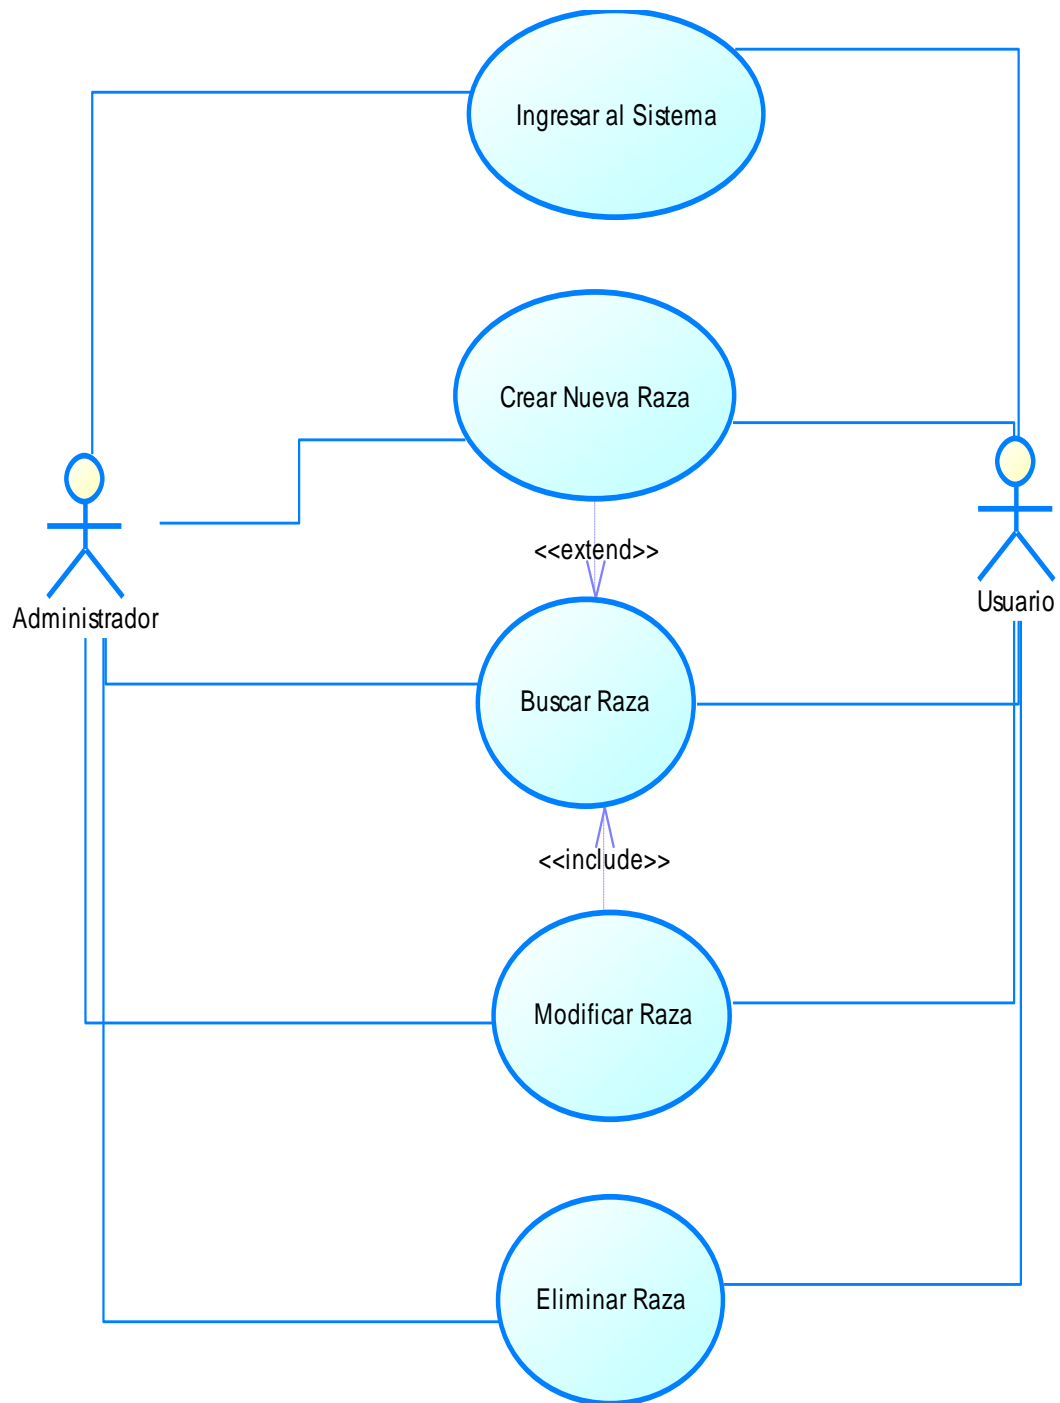 Ingresar al Sistema
Crear Nueva Raza
<<extend>>
Administrador
Usuario
Buscar Raza
<<include>>
Modificar Raza
Eliminar Raza